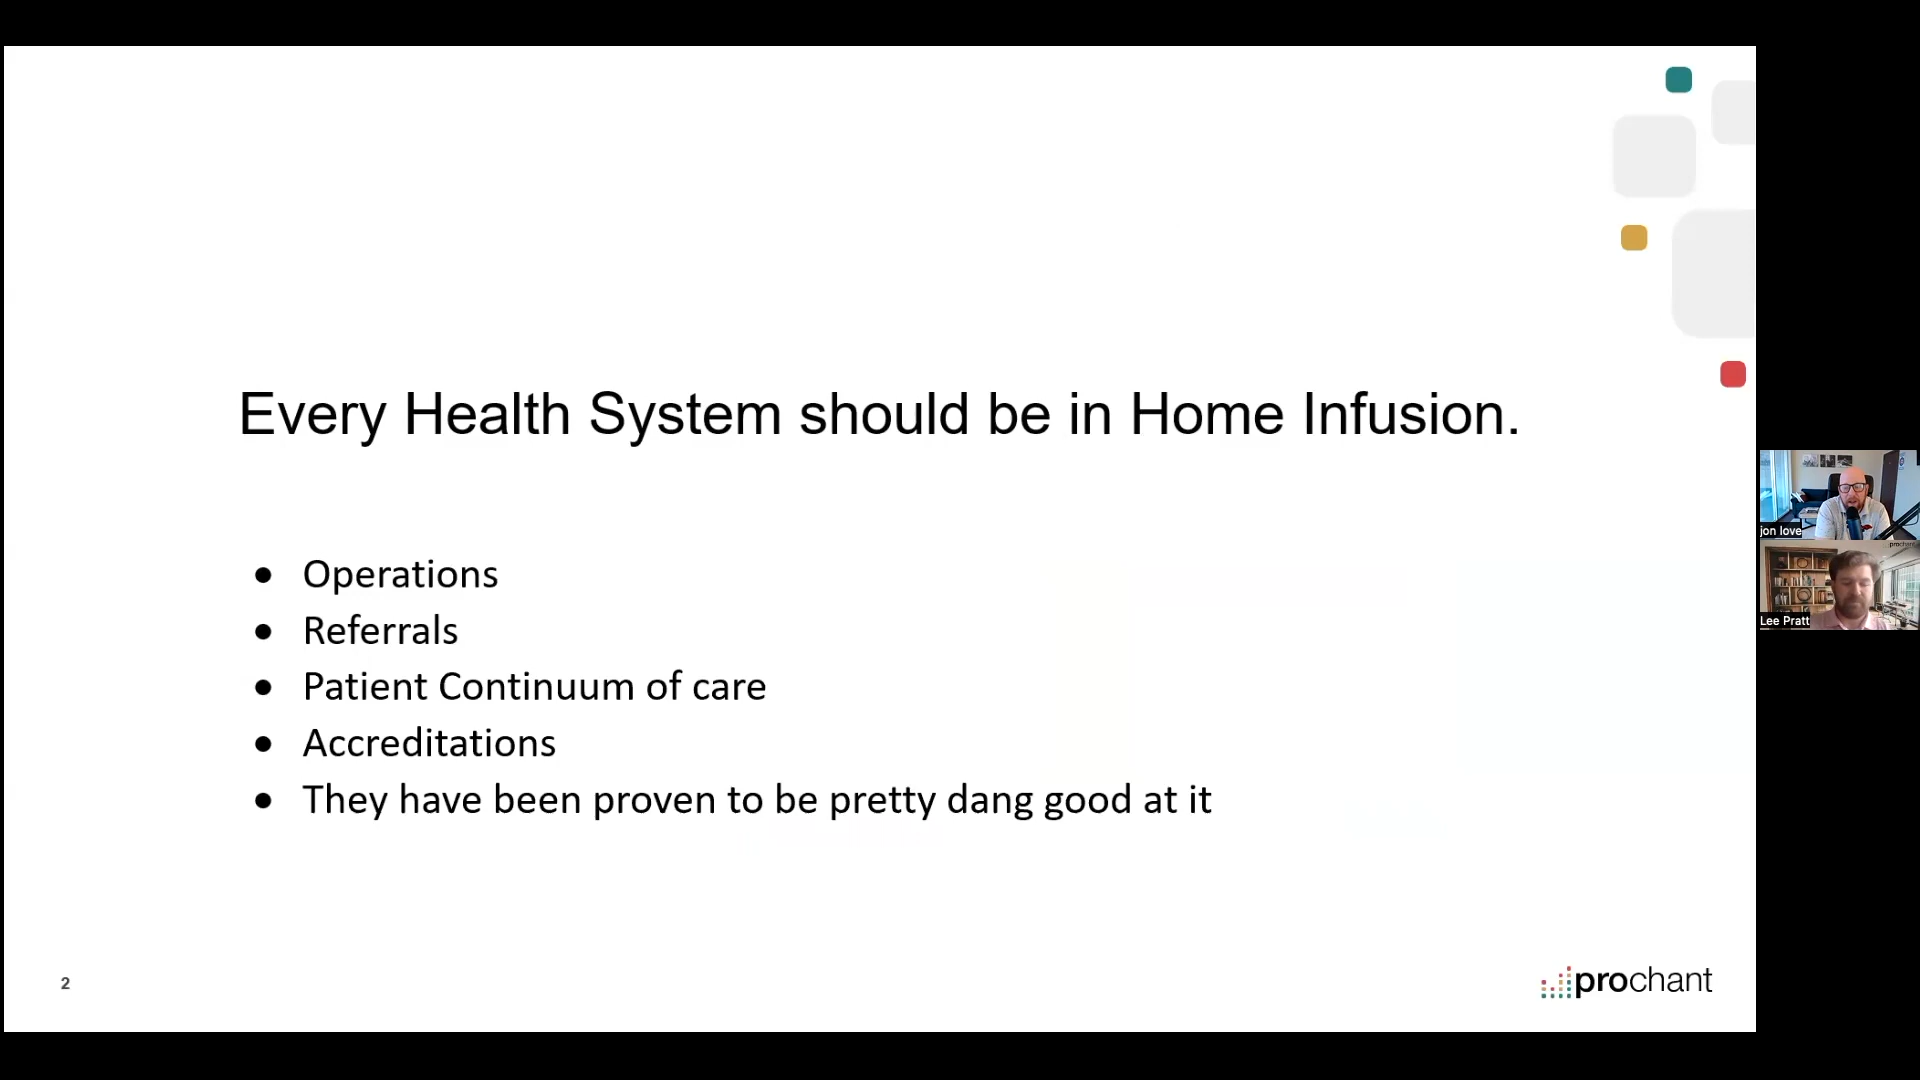 Every Health System should be in Home Infusion.
● Operations
● Referrals
● Patient Continuum of care
● Accreditations
● They have been proven to be pretty dang good at it
2
prochant
jon love
prochant
Lee Pratt